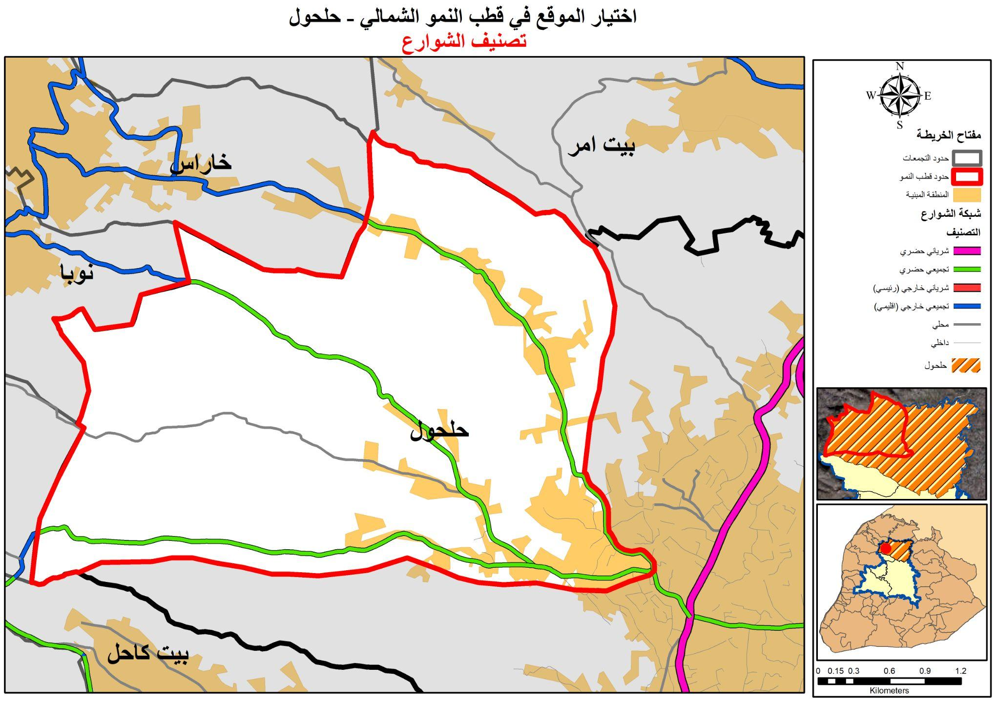 اختيار الموقع في قطب النمو الشمالي - حلحول
تصنيف الشوارع
بيت امر
خاراس
نوبا
حلحول
بيت كاحل
N
W
E
S
مفتاح الخريطة
حدود التجمعات
حدود قطب النمو
المنطقة المبنية
شبكة الشوارع
التصنيف
شرياني حضري
تجميعي حضري
شرياني خارجي (رئيسي)
تجميعي خارجي (اقليمي)
محلي
داخلي
حلحول
0 0.15 0.3 0.6 0.9 1.2
Kilometers